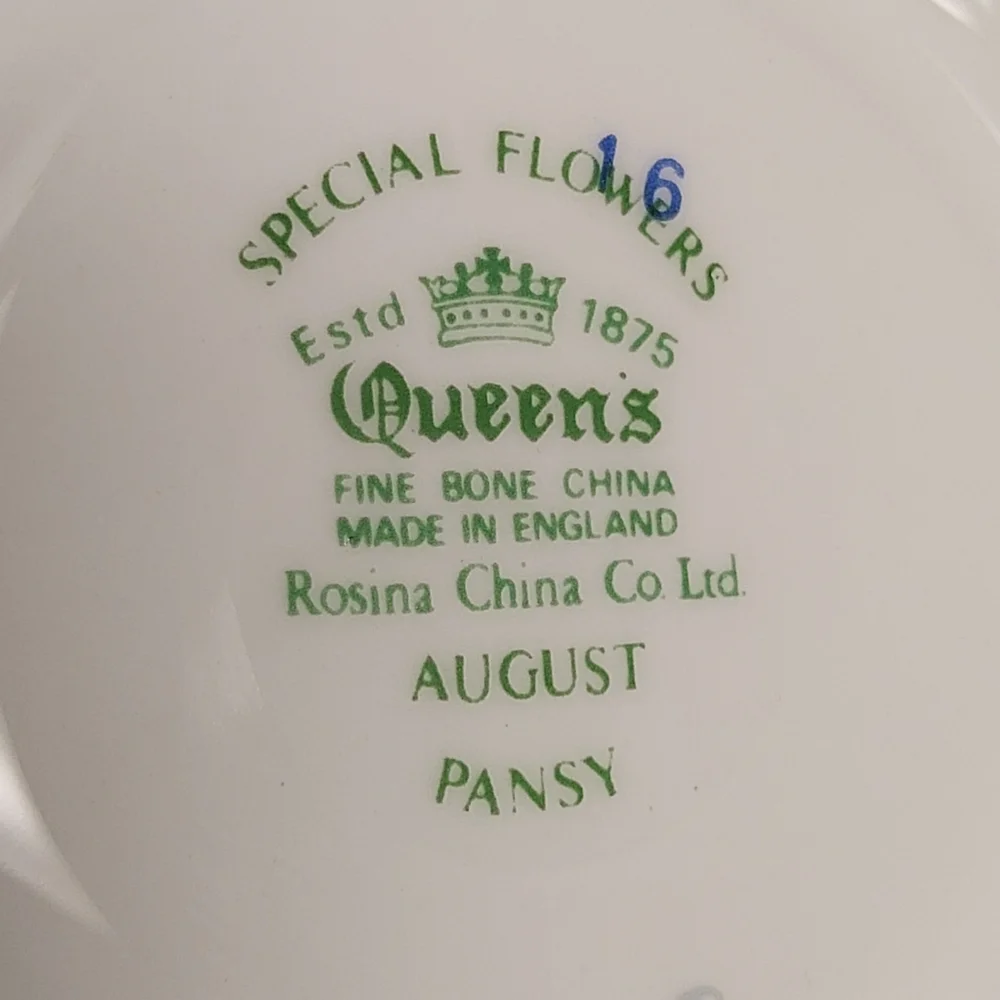 SPECIAL FLOWERS
16
Estd 1875
Queen's
FINE BONE CHINA
MADE IN ENGLAND
Rosina China Co. Ltd.
AUGUST
PANSY